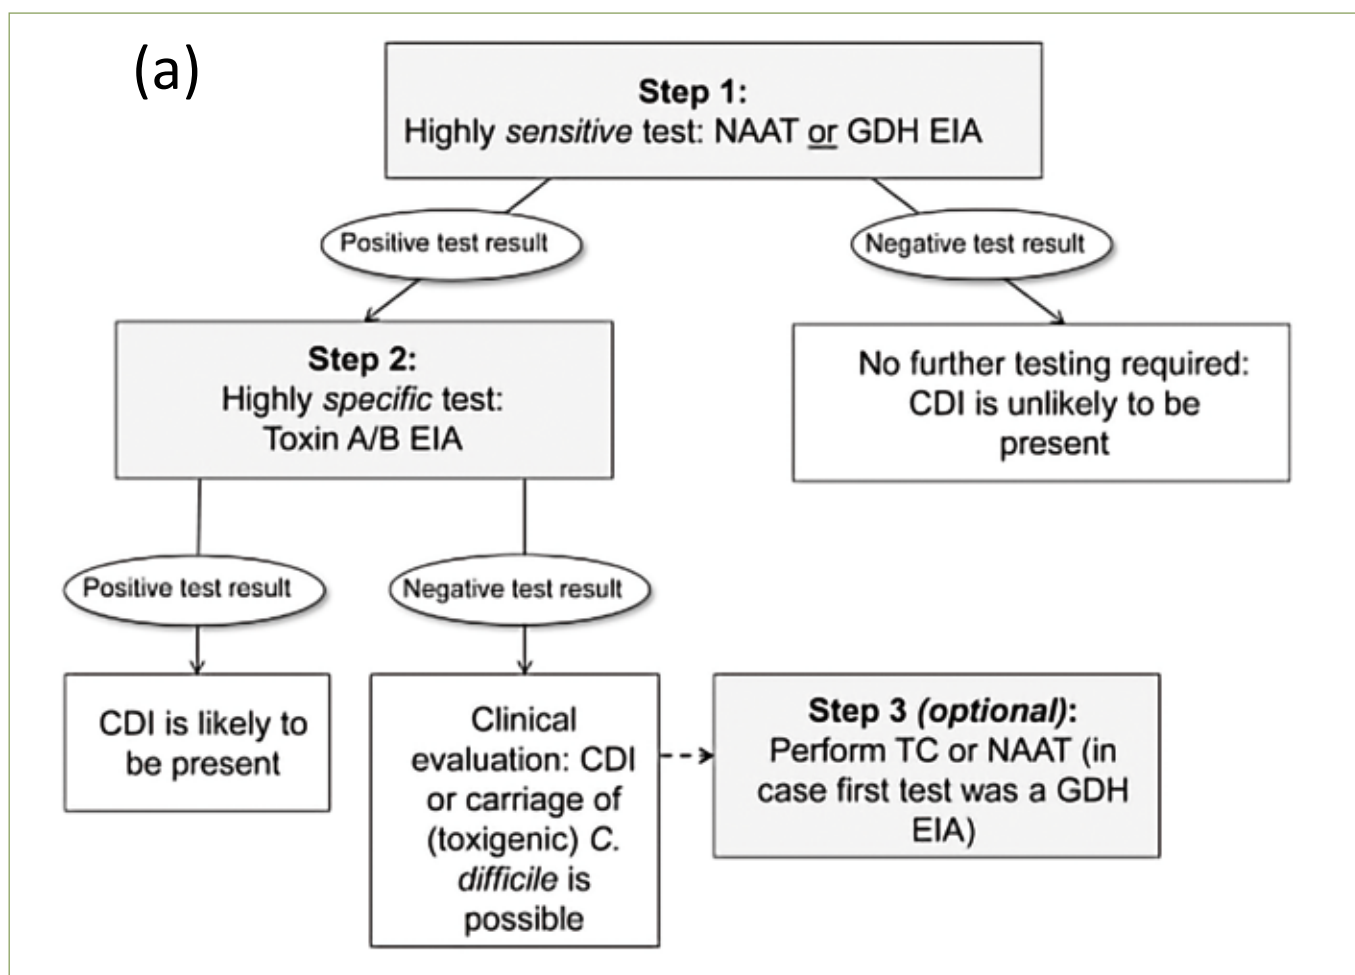 (a)
Step 1:
Highly sensitive test: NAAT or GDH EIA
Positive test result
Negative test result
Step 2:
Highly specific test:
Toxin A/B EIA
No further testing required:
CDI is unlikely to be
present
Positive test result
Negative test result
CDI is likely to
be present
Clinical
evaluation: CDI
or carriage of
(toxigenic) C.
difficile is
possible
Step 3 (optional):
Perform TC or NAAT (in
case first test was a GDH
EIA)